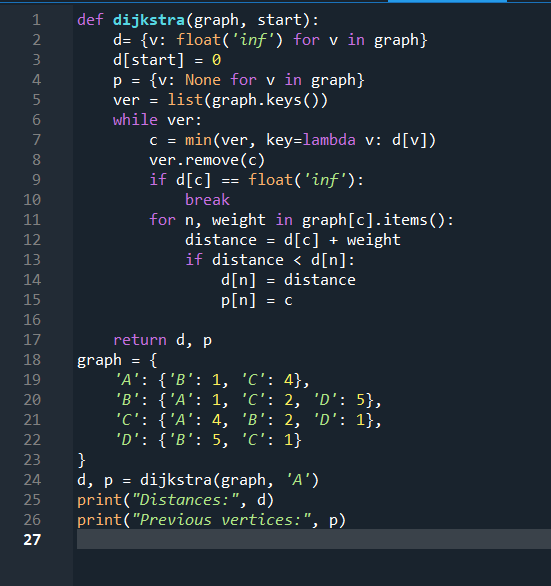 1 def dijkstra(graph, start):
2     d= {v: float('inf') for v in graph}
3     d[start] = 0
4     p = {v: None for v in graph}
5     ver = list(graph.keys())
6     while ver:
7         c = min(ver, key=lambda v: d[v])
8         ver.remove(c)
9         if d[c] == float('inf'):
10             break
11         for n, weight in graph[c].items():
12             distance = d[c] + weight
13             if distance < d[n]:
14                 d[n] = distance
15                 p[n] = c
16
17     return d, p
18 graph = {
19     'A': {'B': 1, 'C': 4},
20     'B': {'A': 1, 'C': 2, 'D': 5},
21     'C': {'A': 4, 'B': 2, 'D': 1},
22     'D': {'B': 5, 'C': 1}
23 }
24 d, p = dijkstra(graph, 'A')
25 print("Distances:", d)
26 print("Previous vertices:", p)
27